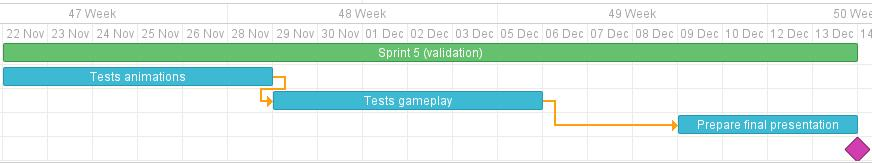 47 Week 48 Week 49 Week 50 Wee
22 Nov 23 Nov 24 Nov 25 Nov 26 Nov 28 Nov 29 Nov 30 Nov 01 Dec 02 Dec 03 Dec 05 Dec 06 Dec 07 Dec 08 Dec 09 Dec 10 Dec 12 Dec 13 Dec 14
Sprint 5 (validation)
Tests animations
Tests gameplay
Prepare final presentation